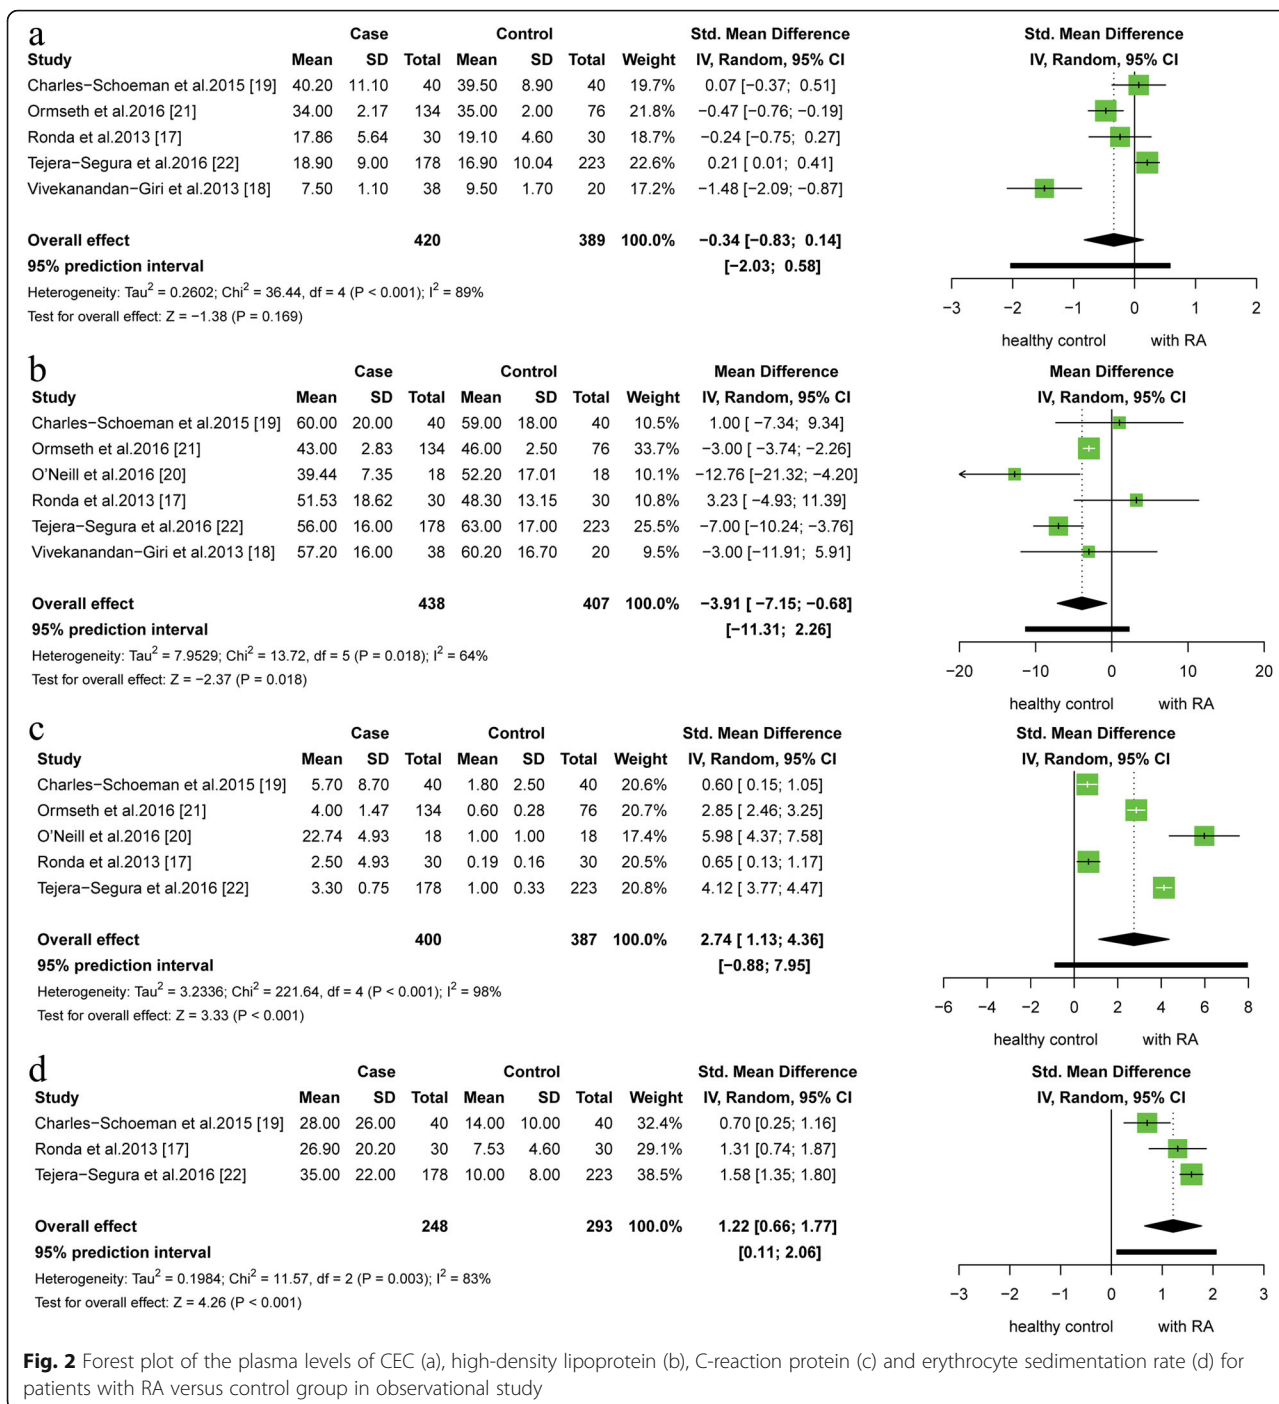 a
Case Control Std. Mean Difference Std. Mean Difference
Study Mean SD Total Mean SD Total Weight IV, Random, 95% CI IV, Random, 95% CI
Charles−Schoeman et al.2015 [19] 40.20 11.10 40 39.50 8.90 40 19.7% 0.07 [−0.37; 0.51]
Ormseth et al.2016 [21] 34.00 2.17 134 35.00 2.00 76 21.8% −0.47 [−0.76; −0.19]
Ronda et al.2013 [17] 17.86 5.64 30 19.10 4.60 30 18.7% −0.24 [−0.75; 0.27]
Tejera−Segura et al.2016 [22] 18.90 9.00 178 16.90 10.04 223 22.6% 0.21 [ 0.01; 0.41]
Vivekanandan−Giri et al.2013 [18] 7.50 1.10 38 9.50 1.70 20 17.2% −1.48 [−2.09; −0.87]
Overall effect 420 389 100.0% −0.34 [−0.83; 0.14]
95% prediction interval [−2.03; 0.58]
Heterogeneity: Tau² = 0.2602; Chi² = 36.44, df = 4 (P < 0.001); I² = 89%
Test for overall effect: Z = −1.38 (P = 0.169)
−3 −2 −1 0 1 2
healthy control with RA
b
Case Control Mean Difference Mean Difference
Study Mean SD Total Mean SD Total Weight IV, Random, 95% CI IV, Random, 95% CI
Charles−Schoeman et al.2015 [19] 60.00 20.00 40 59.00 18.00 40 10.5% 1.00 [ −7.34; 9.34]
Ormseth et al.2016 [21] 43.00 2.83 134 46.00 2.50 76 33.7% −3.00 [ −3.74; −2.26]
O’Neill et al.2016 [20] 39.44 7.35 18 52.20 17.01 18 10.1% −12.76 [−21.32; −4.20]
Ronda et al.2013 [17] 51.53 18.62 30 48.30 13.15 30 10.8% 3.23 [ −4.93; 11.39]
Tejera−Segura et al.2016 [22] 56.00 16.00 178 63.00 17.00 223 25.5% −7.00 [−10.24; −3.76]
Vivekanandan−Giri et al.2013 [18] 57.20 16.00 38 60.20 16.70 20 9.5% −3.00 [−11.91; 5.91]
Overall effect 438 407 100.0% −3.91 [ −7.15; −0.68]
95% prediction interval [−11.31; 2.26]
Heterogeneity: Tau² = 7.9529; Chi² = 13.72, df = 5 (P = 0.018); I² = 64%
Test for overall effect: Z = −2.37 (P = 0.018)
−20 −10 0 10 20
healthy control with RA
c
Case Control Std. Mean Difference Std. Mean Difference
Study Mean SD Total Mean SD Total Weight IV, Random, 95% CI IV, Random, 95% CI
Charles−Schoeman et al.2015 [19] 5.70 8.70 40 1.80 2.50 40 20.6% 0.60 [ 0.15; 1.05]
Ormseth et al.2016 [21] 4.00 1.47 134 0.60 0.28 76 20.7% 2.85 [ 2.46; 3.25]
O’Neill et al.2016 [20] 22.74 4.93 18 1.00 1.00 18 17.4% 5.98 [ 4.37; 7.58]
Ronda et al.2013 [17] 2.50 4.93 30 0.19 0.16 30 20.5% 0.65 [ 0.13; 1.17]
Tejera−Segura et al.2016 [22] 3.30 0.75 178 1.00 0.33 223 20.8% 4.12 [ 3.77; 4.47]
Overall effect 400 387 100.0% 2.74 [ 1.13; 4.36]
95% prediction interval [−0.88; 7.95]
Heterogeneity: Tau² = 3.2336; Chi² = 221.64, df = 4 (P < 0.001); I² = 98%
Test for overall effect: Z = 3.33 (P < 0.001)
−6 −4 −2 0 2 4 6 8
healthy control with RA
d
Case Control Std. Mean Difference Std. Mean Difference
Study Mean SD Total Mean SD Total Weight IV, Random, 95% CI IV, Random, 95% CI
Charles−Schoeman et al.2015 [19] 28.00 26.00 40 14.00 10.00 40 32.4% 0.70 [0.25; 1.16]
Ronda et al.2013 [17] 26.90 20.20 30 7.53 4.60 30 29.1% 1.31 [0.74; 1.87]
Tejera−Segura et al.2016 [22] 35.00 22.00 178 10.00 8.00 223 38.5% 1.58 [1.35; 1.80]
Overall effect 248 293 100.0% 1.22 [0.66; 1.77]
95% prediction interval [0.11; 2.06]
Heterogeneity: Tau² = 0.1984; Chi² = 11.57, df = 2 (P = 0.003); I² = 83%
Test for overall effect: Z = 4.26 (P < 0.001)
−3 −2 −1 0 1 2 3
healthy control with RA
Fig. 2 Forest plot of the plasma levels of CEC (a), high-density lipoprotein (b), C-reaction protein (c) and erythrocyte sedimentation rate (d) for
patients with RA versus control group in observational study